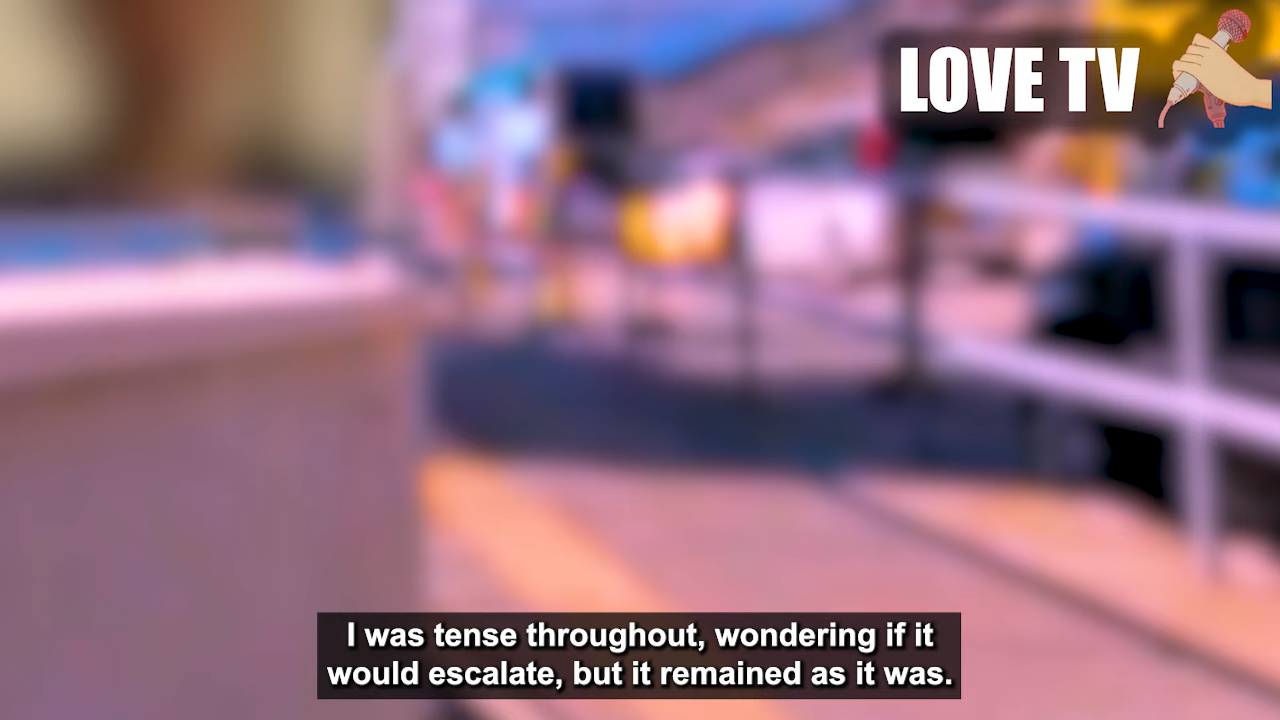 LOVE TV
I was tense throughout, wondering if it
would escalate, but it remained as it was.